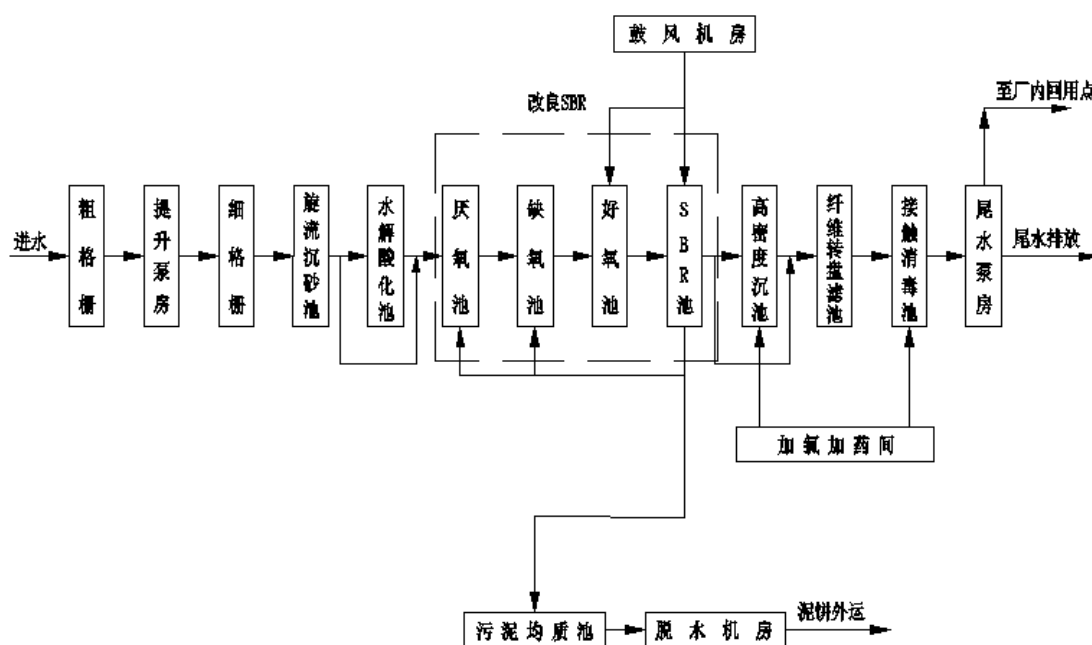 鼓风机房
改良SBR
至厂内回用点
进水
粗格栅
提升泵房
细格栅
旋流沉砂池
水解酸化池
厌氧池
缺氧池
好氧池
SBR池
高密度沉池
纤维转盘滤池
接触消毒池
尾水泵房
尾水排放
加氯加药间
污泥均质池
脱水机房
泥饼外运